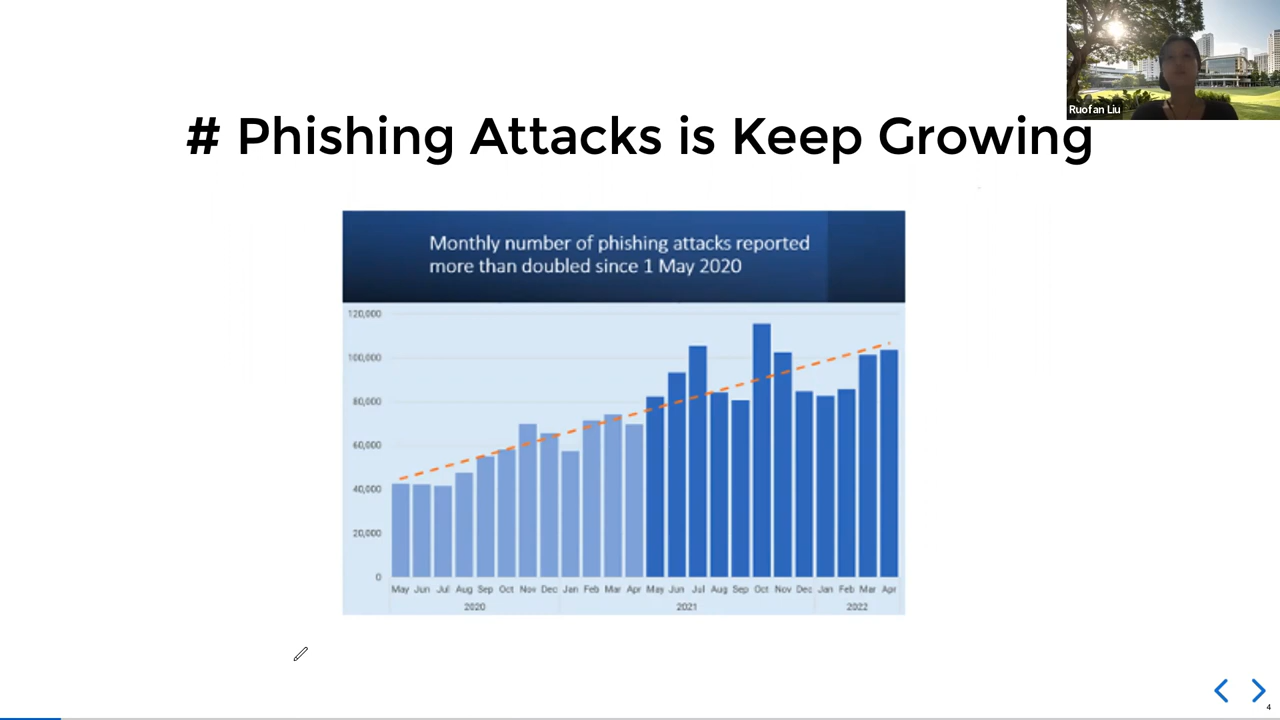 Ruofan Liu
# Phishing Attacks is Keep Growing
Monthly number of phishing attacks reported
more than doubled since 1 May 2020
120,000
100,000
80,000
60,000
40,000
20,000
0
May Jun Jul Aug Sep Oct Nov Dec Jan Feb Mar Apr May Jun Jul Aug Sep Oct Nov Dec Jan Feb Mar Apr
2020 2021 2022
4